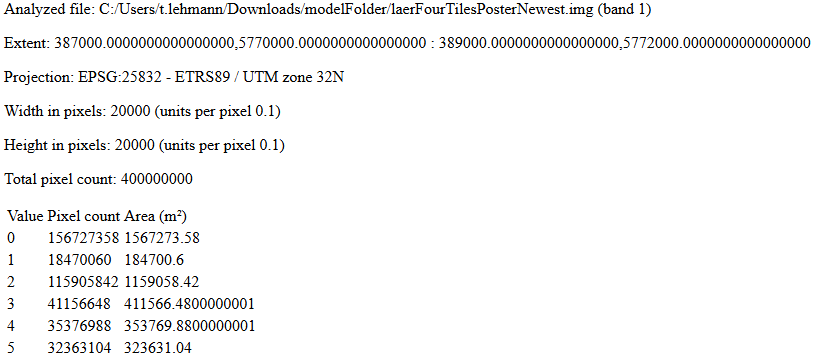 Analyzed file: C:/Users/t.lehmann/Downloads/modelFolder/laerFourTilesPosterNewest.img (band 1)
Extent: 387000.0000000000000000,5770000.0000000000000000 : 389000.0000000000000000,5772000.0000000000000000
Projection: EPSG:25832 - ETRS89 / UTM zone 32N
Width in pixels: 20000 (units per pixel 0.1)
Height in pixels: 20000 (units per pixel 0.1)
Total pixel count: 400000000
Value Pixel count Area (m²)
0 156727358 1567273.58
1 18470060 184700.6
2 115905842 1159058.42
3 41156648 411566.4800000001
4 35376988 353769.8800000001
5 32363104 323631.04